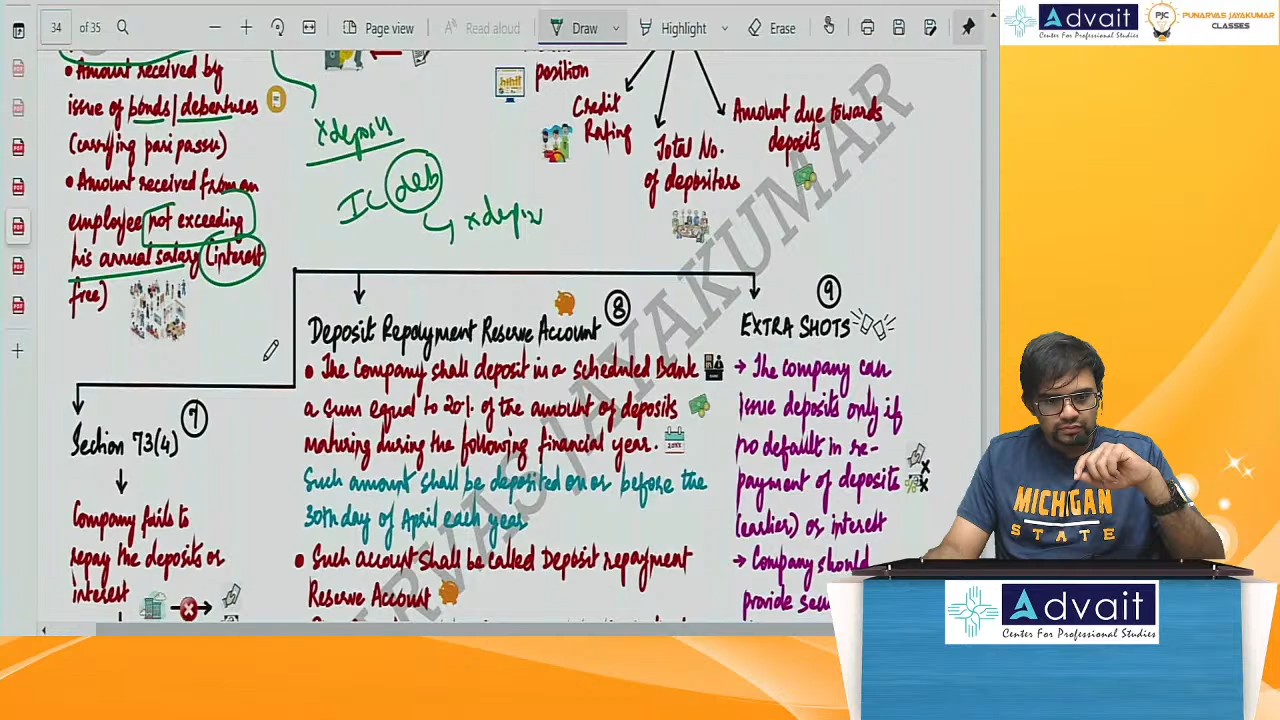 34 of 35
Page view
Read aloud
Draw
Highlight
Erase
Advait
Center For Professional Studies
PJC
PUNARVAS JAYAKUMAR
CLASSES
• Amount received by
issue of bonds/debentures
(carrying pari passu)
• Amount received from an
employee not exceeding
his annual salary (interest
free)
x deposits
IC deb
position
Credit
Rating
Total No.
of depositors
Amount due towards
deposits
JAYAKUMAR
⑦
Section 73(4)
Company fails to
repay the deposits or
interest
⑧
Deposit Repayment Reserve Account
• The Company shall deposit in a scheduled Bank
a sum equal to 20% of the amount of deposits
maturing during the following financial year.
Such amount shall be deposited on or before the
30th day of April each year
• Such account shall be called Deposit repayment
Reserve Account
⑨
EXTRA SHOTS
→ The company can
issue deposits only if
no default in re-
payment of deposits
(earlier) or interest
→ Company should
provide
MICHIGAN
STATE
Advait
Center For Professional Studies